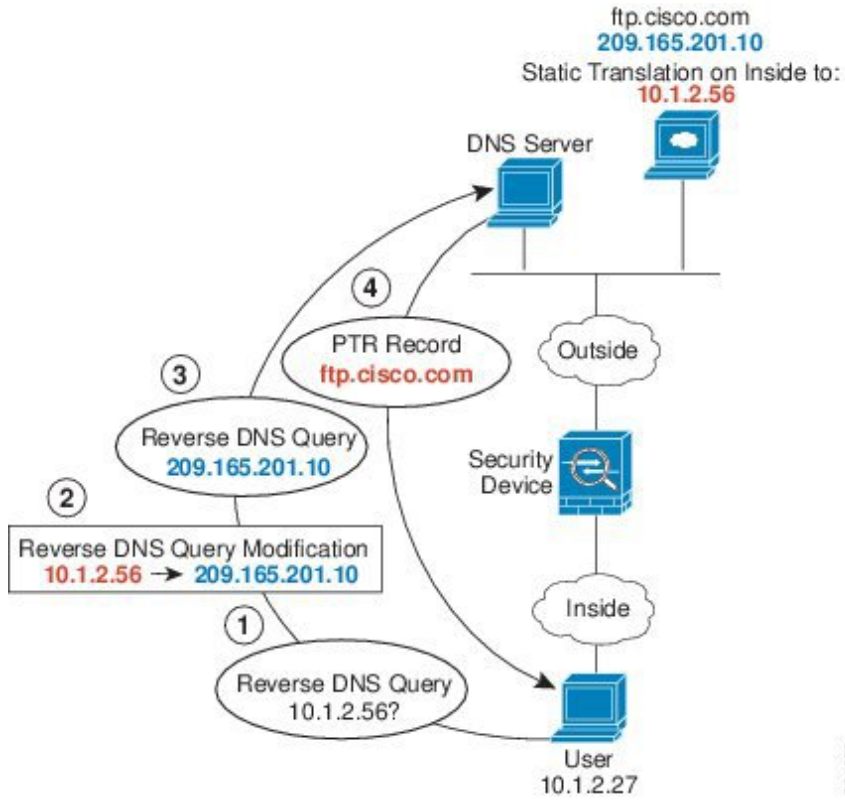 ftp.cisco.com
209.165.201.10
Static Translation on Inside to:
10.1.2.56
DNS Server
4
PTR Record
ftp.cisco.com
Outside
3
Reverse DNS Query
209.165.201.10
Security
Device
2
Reverse DNS Query Modification
10.1.2.56 → 209.165.201.10
Inside
1
Reverse DNS Query
10.1.2.56?
User
10.1.2.27